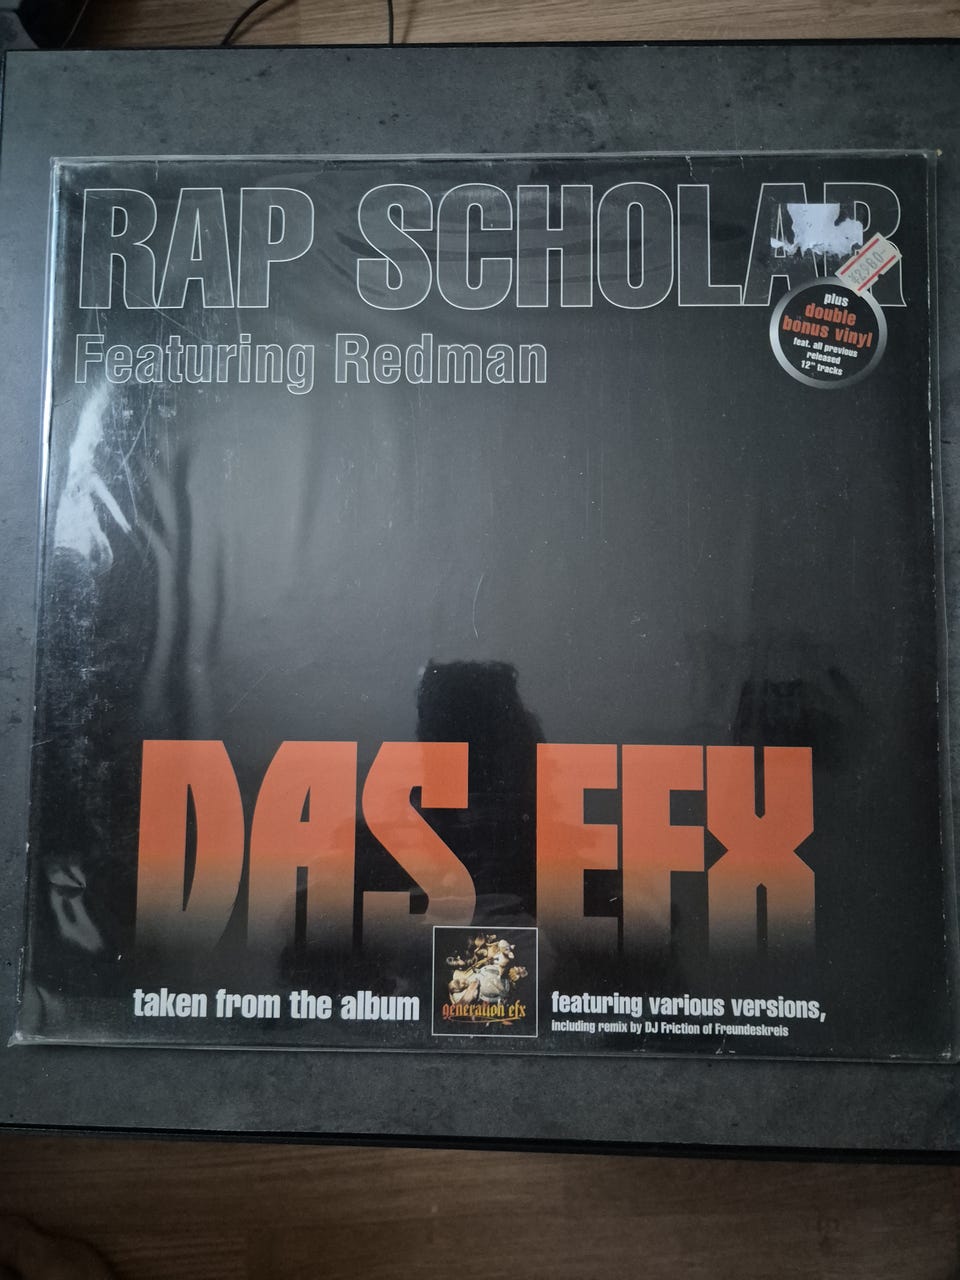 RAP SCHOLAR
Featuring Redman
¥2980
plus
double
bonus vinyl
feat. all previous
released
12" tracks
DAS EFX
taken from the album
generation efx
featuring various versions,
including remix by DJ Friction of Freundeskreis